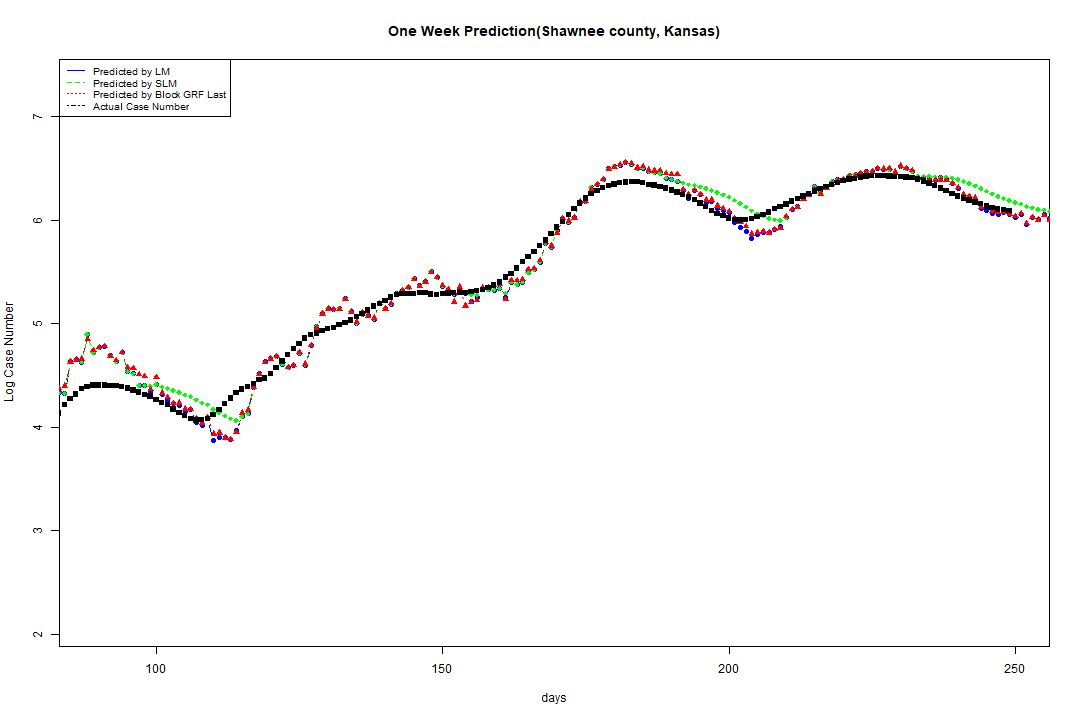 One Week Prediction(Shawnee county, Kansas)
Predicted by LM
Predicted by SLM
Predicted by Block GRF Last
Actual Case Number
7
6
5
4
3
2
Log Case Number
100 150 200 250
days